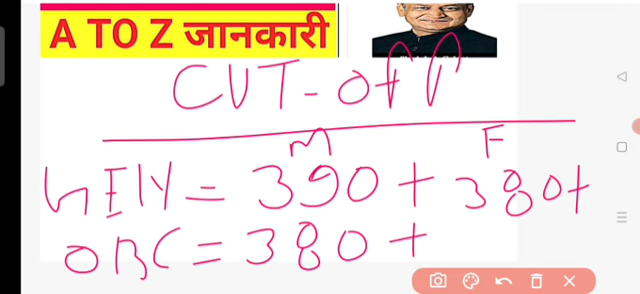 A TO Z जानकारी
CUT-off
M F
GEN = 390 + 380+
OBC = 380 +